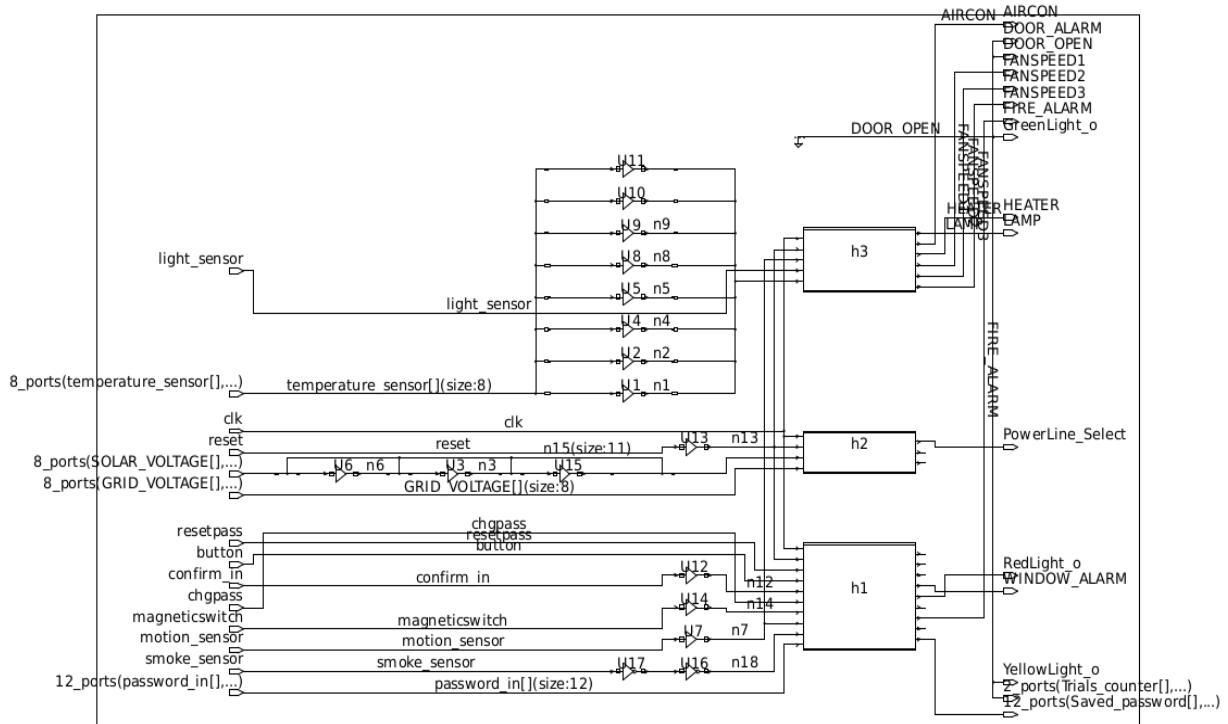 AIRCON
AIRCON
DOOR_ALARM
DOOR_OPEN
FANSPEED1
FANSPEED2
FANSPEED3
FIRE_ALARM
DOOR_OPEN
GreenLight_o
FANSPEED3
U11
U10
U9 n9
HEATER
HEATER
LAMP
LAMP
h3
light_sensor
U8 n8
U5 n5
light_sensor
U4 n4
FIRE_ALARM
U2 n2
8_ports(temperature_sensor[],...)
temperature_sensor[](size:8)
U1 n1
clk
clk
reset
reset
n15(size:11)
U13 n13
h2
PowerLine_Select
8_ports(SOLAR_VOLTAGE[],...)
U6 n6
U3 n3
U15
8_ports(GRID_VOLTAGE[],...)
GRID_VOLTAGE[](size:8)
chgpass
resetpass
resetpass
button
button
confirm_in
confirm_in
U12
n12
h1
RedLight_o
WINDOW_ALARM
chgpass
U14
n14
magneticswitch
magneticswitch
motion_sensor
motion_sensor
U7 n7
smoke_sensor
smoke_sensor
U17
U16 n18
YellowLight_o
12_ports(password_in[],...)
password_in[](size:12)
2_ports(Trials_counter[],...)
12_ports(Saved_password[],...)